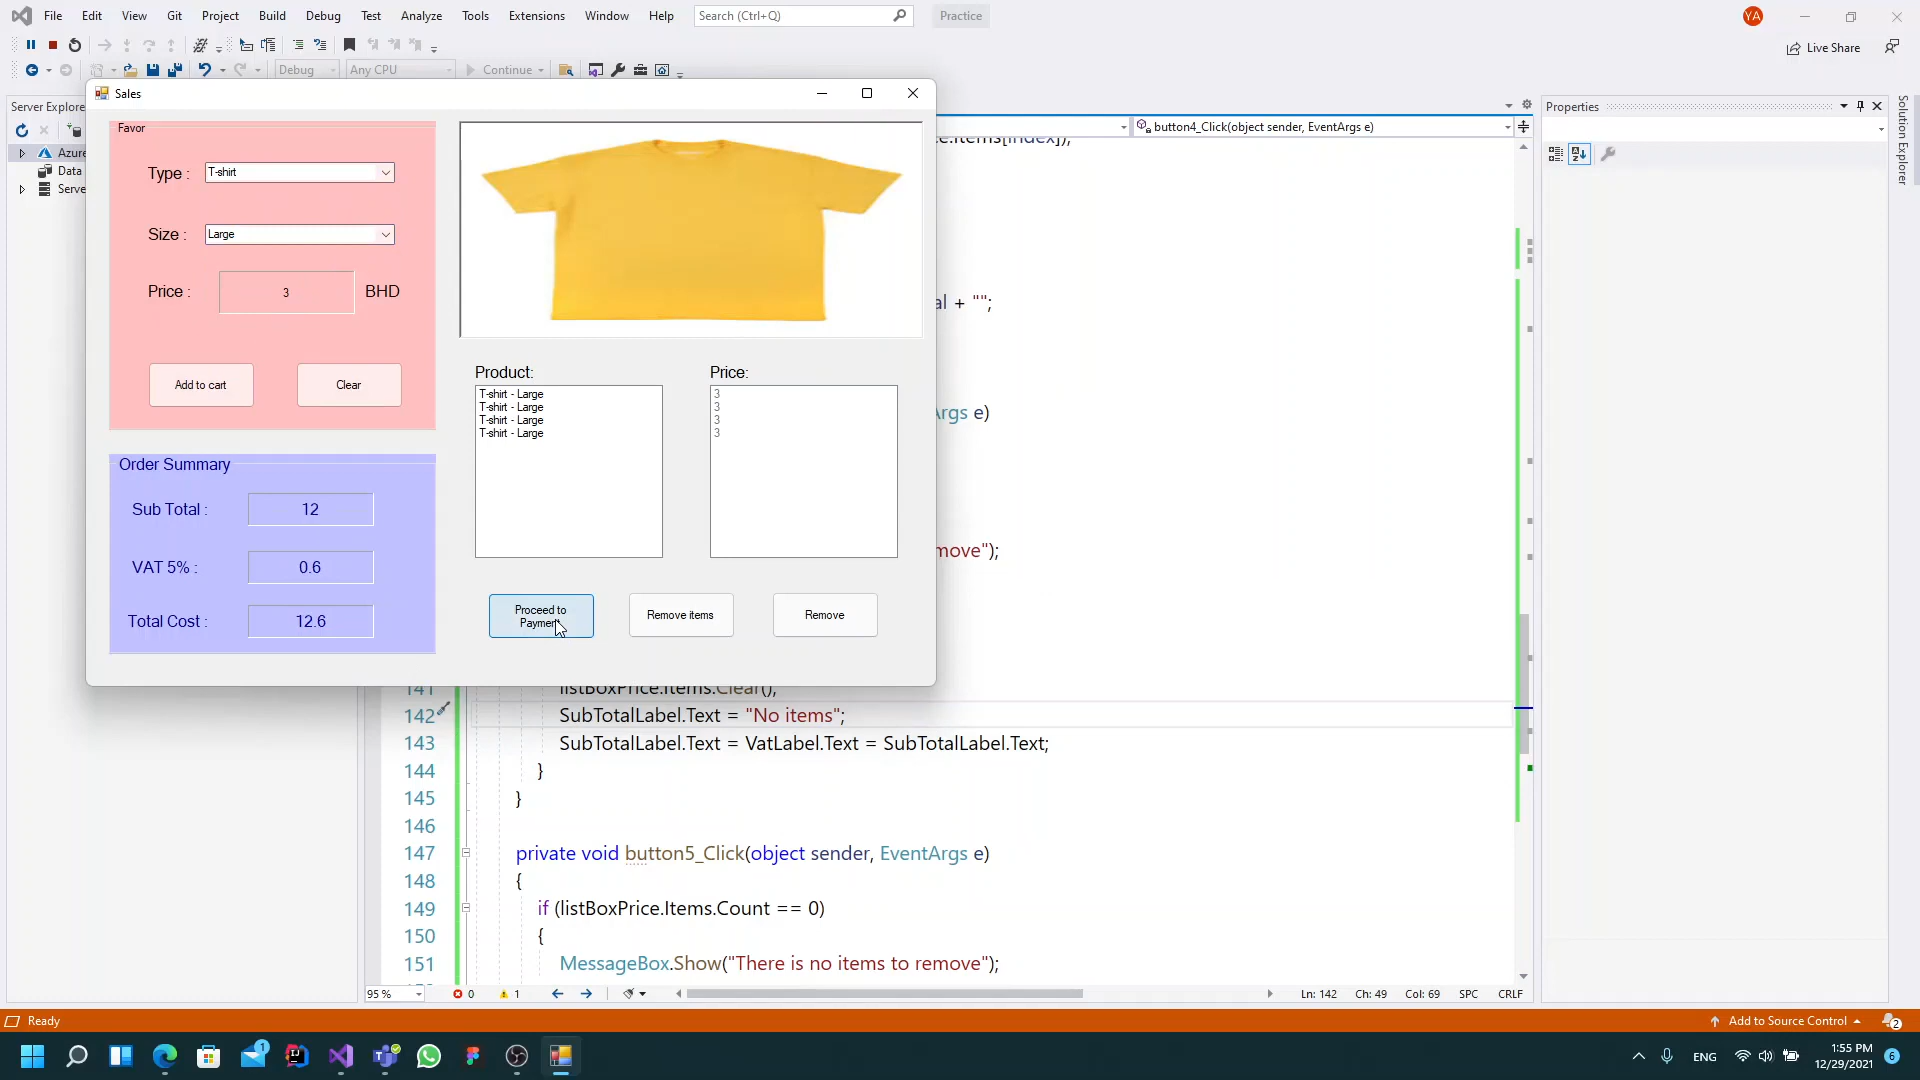 File Edit View Git Project Build Debug Test Analyze Tools Extensions Window Help Search (Ctrl+Q) Practice YA
Live Share
Debug Any CPU Continue
Server Explore
Azure
Data
Serve
Sales
Favor
Type : T-shirt
Size : Large
Price : 3 BHD
Add to cart Clear
Order Summary
Sub Total : 12
VAT 5% : 0.6
Total Cost : 12.6
Product: Price:
T-shirt - Large 3
T-shirt - Large 3
T-shirt - Large 3
T-shirt - Large 3
Proceed to
Payment
Remove items
Remove
button4_Click(object sender, EventArgs e)
e.Items[index]);
al + "";
Args e)
move");
141 listBoxPrice.Items.Clear();
142 SubTotalLabel.Text = "No items";
143 SubTotalLabel.Text = VatLabel.Text = SubTotalLabel.Text;
144 }
145 }
146
147 private void button5_Click(object sender, EventArgs e)
148 {
149 if (listBoxPrice.Items.Count == 0)
150 {
151 MessageBox.Show("There is no items to remove");
95 % 0 1 Ln: 142 Ch: 49 Col: 69 SPC CRLF
Properties
Solution Explorer
Ready
Add to Source Control 2
1
ENG
1:55 PM
12/29/2021
6